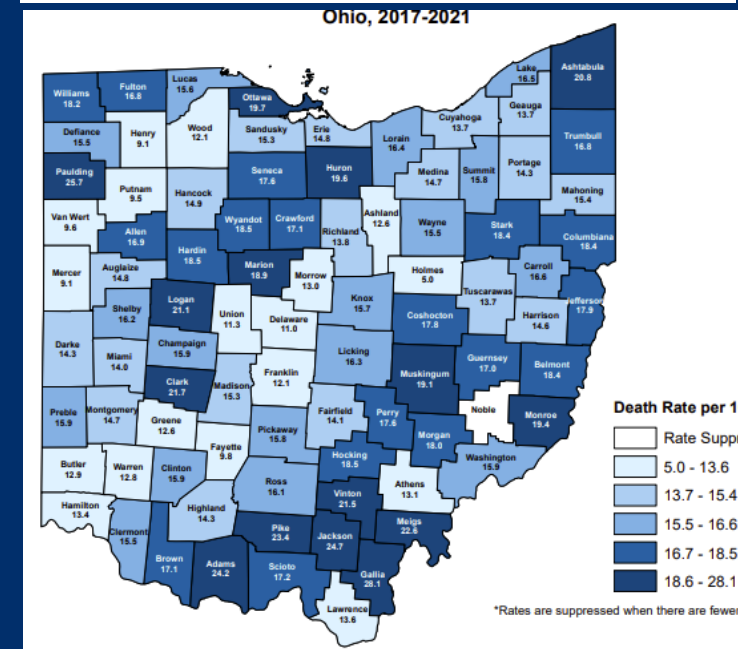 Ohio, 2017-2021
Lake
16.5
Ashtabula
20.8
Williams
18.2
Fulton
16.8
Lucas
15.6
Ottawa
19.7
Geauga
13.7
Cuyahoga
13.7
Defiance
15.5
Henry
9.1
Wood
12.1
Sandusky
15.3
Erie
14.8
Lorain
16.4
Trumbull
16.8
Paulding
25.7
Seneca
17.6
Huron
19.6
Medina
14.7
Summit
15.8
Portage
14.3
Putnam
9.5
Hancock
14.9
Mahoning
15.4
Van Wert
9.6
Allen
16.9
Wyandot
18.5
Crawford
17.1
Richland
13.8
Ashland
12.6
Wayne
15.5
Stark
18.4
Columbiana
18.4
Hardin
18.5
Mercer
9.1
Auglaize
14.8
Marion
18.9
Morrow
13.0
Holmes
5.0
Carroll
16.6
Tuscarawas
13.7
Jefferson
17.9
Logan
21.1
Shelby
16.2
Union
11.3
Delaware
11.0
Knox
15.7
Coshocton
17.8
Harrison
14.6
Darke
14.3
Miami
14.0
Champaign
15.9
Licking
16.3
Guernsey
17.0
Belmont
18.4
Clark
21.7
Madison
15.3
Franklin
12.1
Muskingum
19.1
Preble
15.9
Montgomery
14.7
Greene
12.6
Fairfield
14.1
Perry
17.6
Noble
Monroe
19.4
Pickaway
15.8
Fayette
9.8
Morgan
18.0
Washington
15.9
Butler
12.9
Warren
12.8
Clinton
15.9
Hocking
18.5
Ross
16.1
Athens
13.1
Vinton
21.5
Hamilton
13.4
Highland
14.3
Clermont
15.5
Pike
23.4
Jackson
24.7
Meigs
22.6
Brown
17.1
Adams
24.2
Scioto
17.2
Gallia
28.1
Lawrence
13.6
Death Rate per 1
Rate Suppr
5.0 - 13.6
13.7 - 15.4
15.5 - 16.6
16.7 - 18.5
18.6 - 28.1
*Rates are suppressed when there are fewer